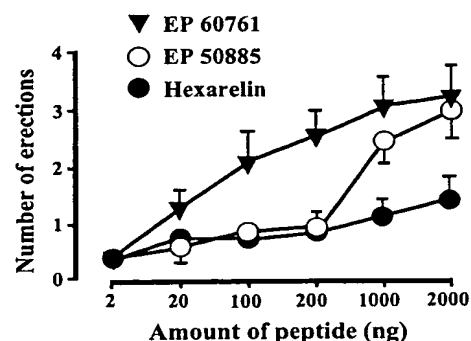 EP 60761
EP 50885
Hexarelin
Number of erections
4
3
2
1
0
2 20 100 200 1000 2000
Amount of peptide (ng)